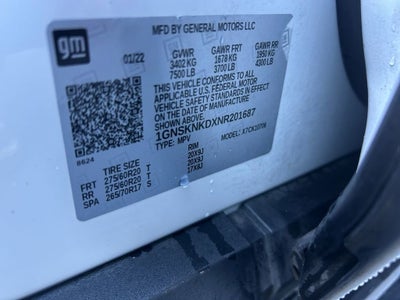 gm
MFD BY GENERAL MOTORS LLC
01/22 GVWR GAWR FRT GAWR RR
3402 KG 1678 KG 1950 KG
7500 LB 3700 LB 4300 LB
THIS VEHICLE CONFORMS TO ALL APPLICABLE
U.S. FEDERAL MOTOR VEHICLE SAFETY
STANDARDS IN EFFECT ON THE DATE OF
MANUFACTURE SHOWN ABOVE.
1GNSKNKDXNR201687
TYPE: MPV MODEL: K7CK10706
8624
TIRE SIZE RIM
FRT 275/60R20 T 20X9J
RR 275/60R20 T 20X9J
SPA 265/70R17 S 17X8J